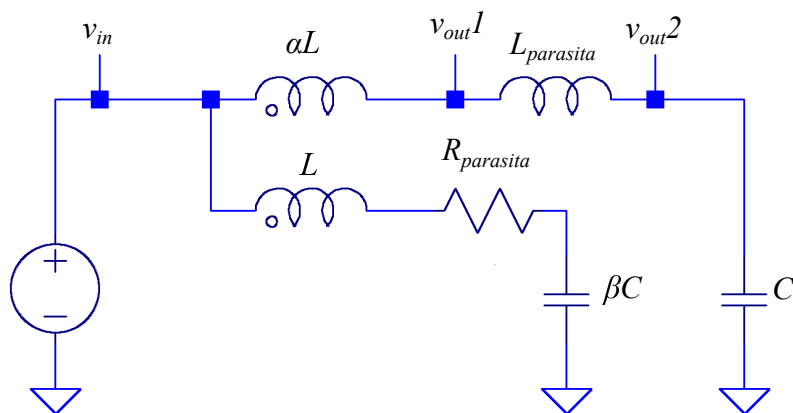 v_in
αL
v_out1
L_parasita
v_out2
L
R_parasita
+
−
βC
C